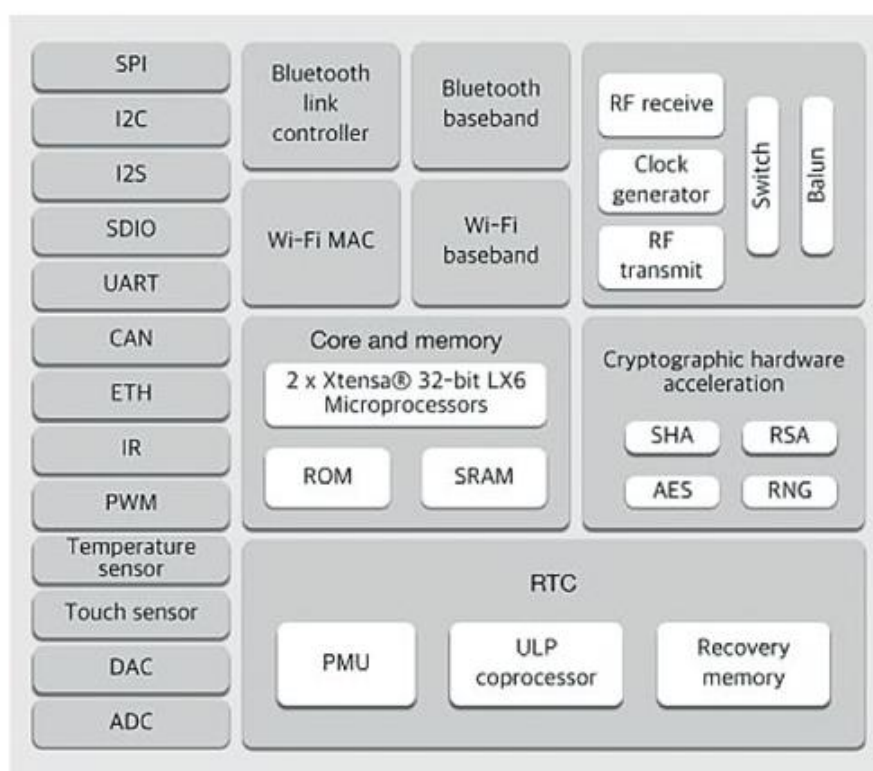 SPI
I2C
I2S
SDIO
UART
CAN
ETH
IR
PWM
Temperature
sensor
Touch sensor
DAC
ADC
Bluetooth
link
controller
Bluetooth
baseband
Wi-Fi MAC
Wi-Fi
baseband
RF receive
Clock
generator
RF
transmit
Switch
Balun
Core and memory
2 x Xtensa® 32-bit LX6
Microprocessors
ROM
SRAM
Cryptographic hardware
acceleration
SHA
RSA
AES
RNG
RTC
PMU
ULP
coprocessor
Recovery
memory